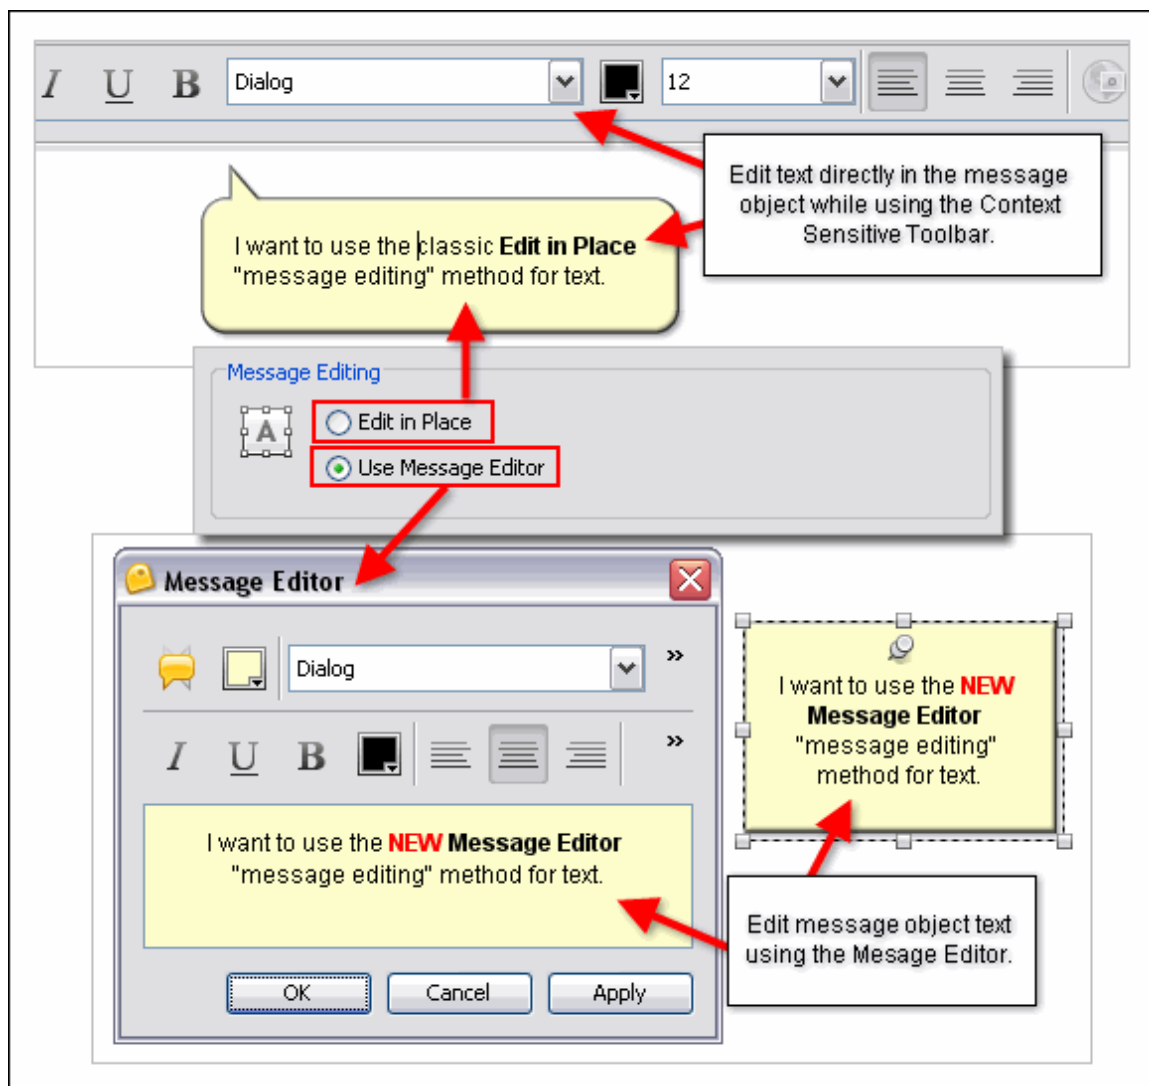 I U B Dialog 12
Edit text directly in the message
object while using the Context
Sensitive Toolbar.
I want to use the classic Edit in Place
"message editing" method for text.
Message Editing
A
Edit in Place
Use Message Editor
Message Editor
Dialog
I U B
I want to use the NEW Message Editor
"message editing" method for text.
OK Cancel Apply
I want to use the NEW
Message Editor
"message editing"
method for text.
Edit message object text
using the Mesage Editor.